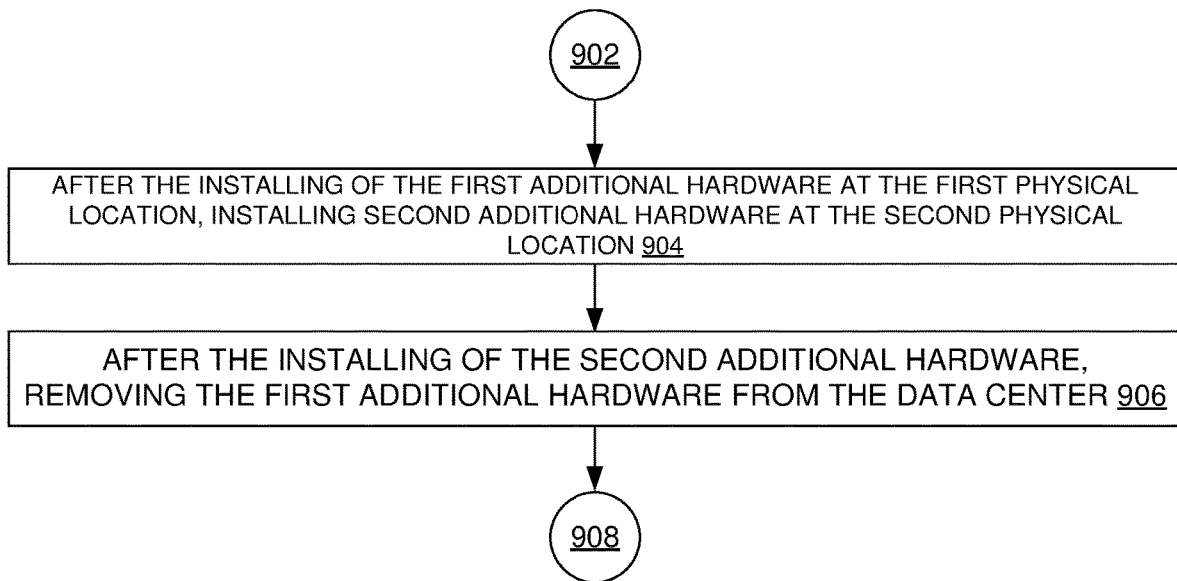 902
AFTER THE INSTALLING OF THE FIRST ADDITIONAL HARDWARE AT THE FIRST PHYSICAL
LOCATION, INSTALLING SECOND ADDITIONAL HARDWARE AT THE SECOND PHYSICAL
LOCATION 904
AFTER THE INSTALLING OF THE SECOND ADDITIONAL HARDWARE,
REMOVING THE FIRST ADDITIONAL HARDWARE FROM THE DATA CENTER 906
908